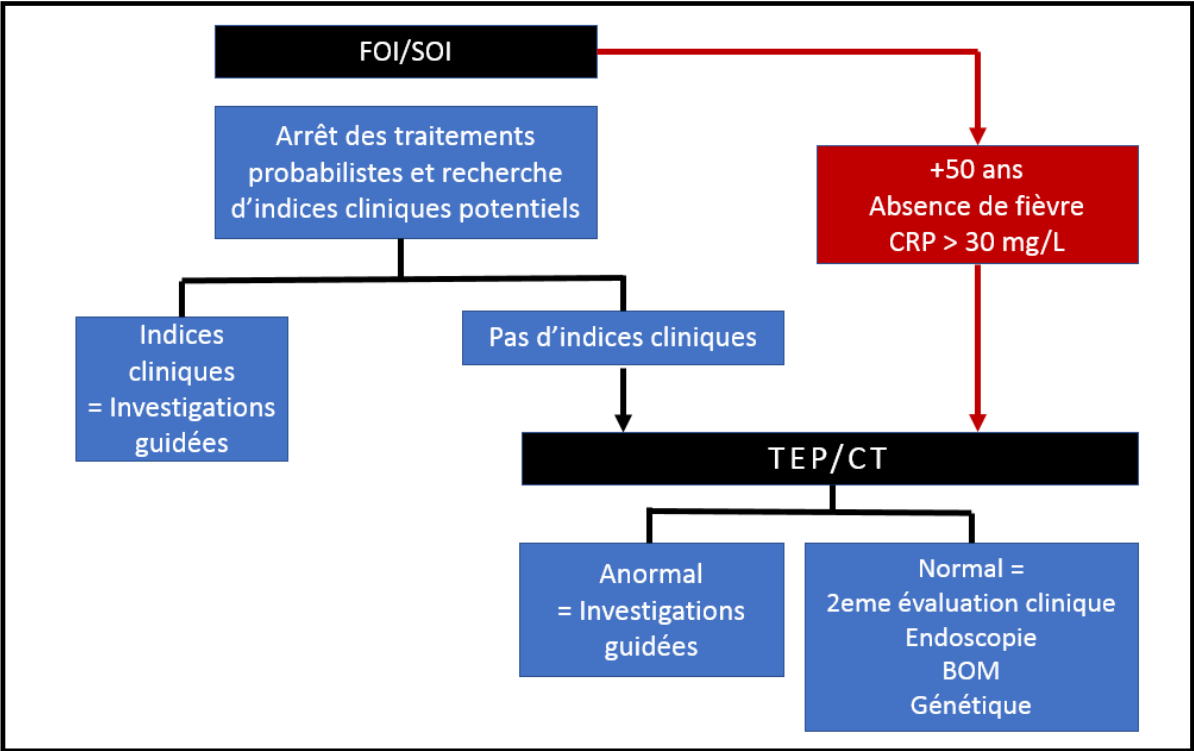 FOI/SOI
Arrêt des traitements
probabilistes et recherche
d’indices cliniques potentiels
+50 ans
Absence de fièvre
CRP > 30 mg/L
Indices
cliniques
= Investigations
guidées
Pas d’indices cliniques
TEP/CT
Anormal
= Investigations
guidées
Normal =
2eme évaluation clinique
Endoscopie
BOM
Génétique